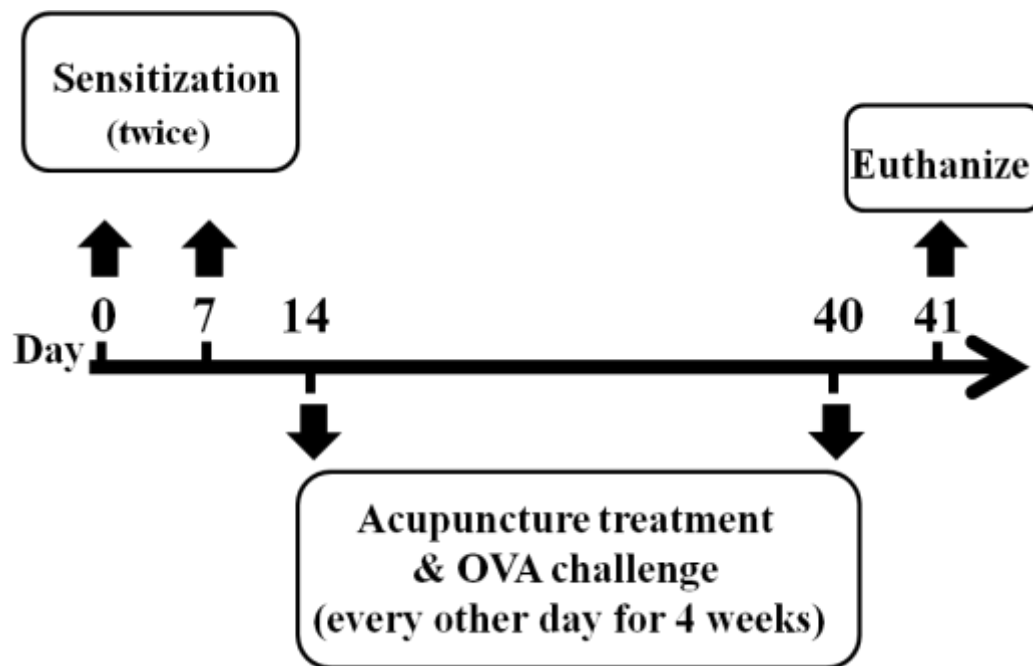 Sensitization
(twice)
Euthanize
0 7 14 40 41
Day
Acupuncture treatment
& OVA challenge
(every other day for 4 weeks)